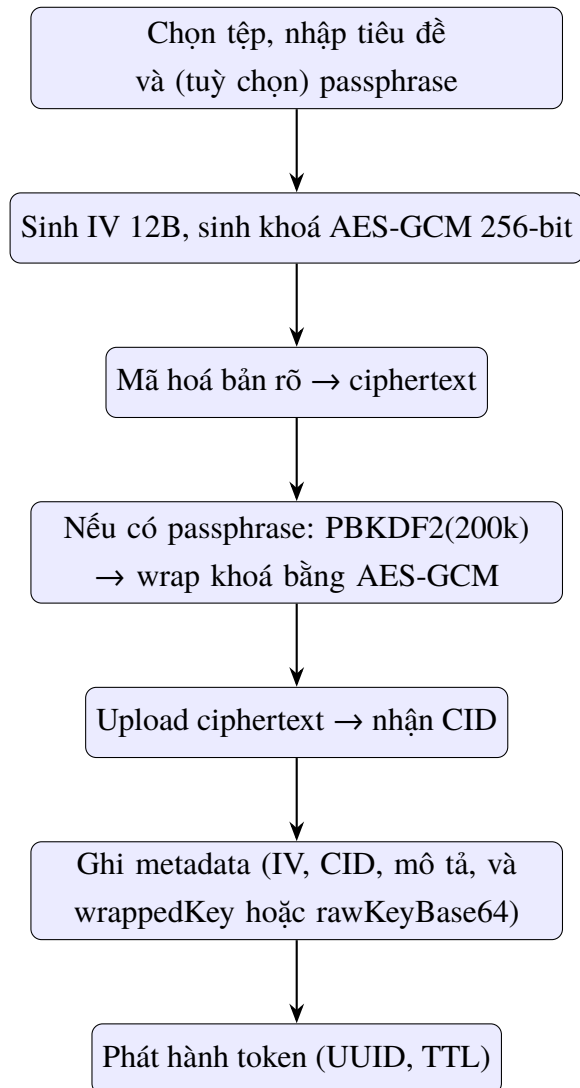 Chọn tệp, nhập tiêu đề
và (tuỳ chọn) passphrase
Sinh IV 12B, sinh khoá AES-GCM 256-bit
Mã hoá bản rõ → ciphertext
Nếu có passphrase: PBKDF2(200k)
→ wrap khoá bằng AES-GCM
Upload ciphertext → nhận CID
Ghi metadata (IV, CID, mô tả, và
wrappedKey hoặc rawKeyBase64)
Phát hành token (UUID, TTL)